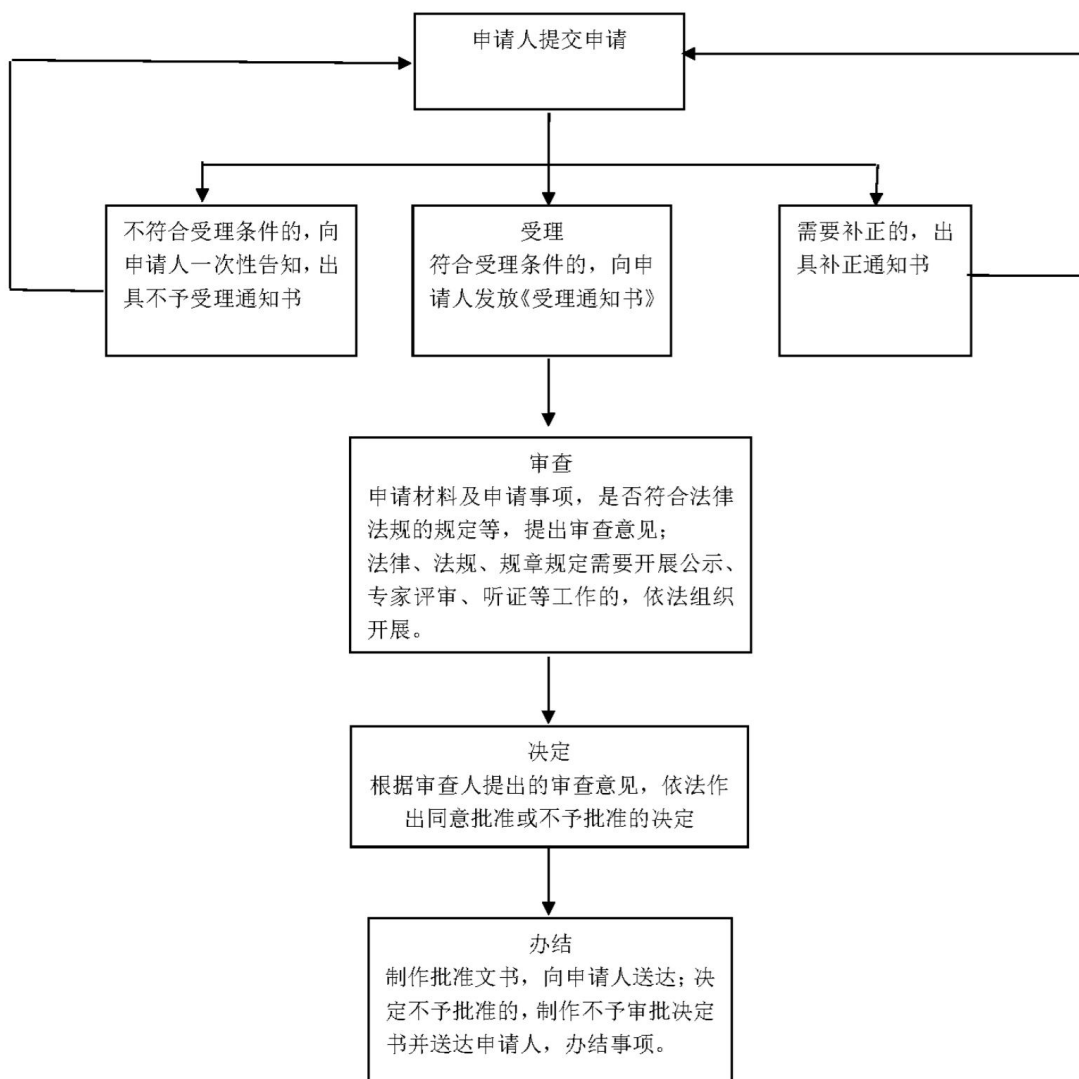 申请人提交申请
不符合受理条件的，向
申请人一次性告知，出
具不予受理通知书
受理
符合受理条件的，向申
请人发放《受理通知书》
需要补正的，出
具补正通知书
审查
申请材料及申请事项，是否符合法律
法规的规定等，提出审查意见；
法律、法规、规章规定需要开展公示、
专家评审、听证等工作的，依法组织
开展。
决定
根据审查人提出的审查意见，依法作
出同意批准或不予批准的决定
办结
制作批准文书，向申请人送达；决
定不予批准的，制作不予审批决定
书并送达申请人，办结事项。